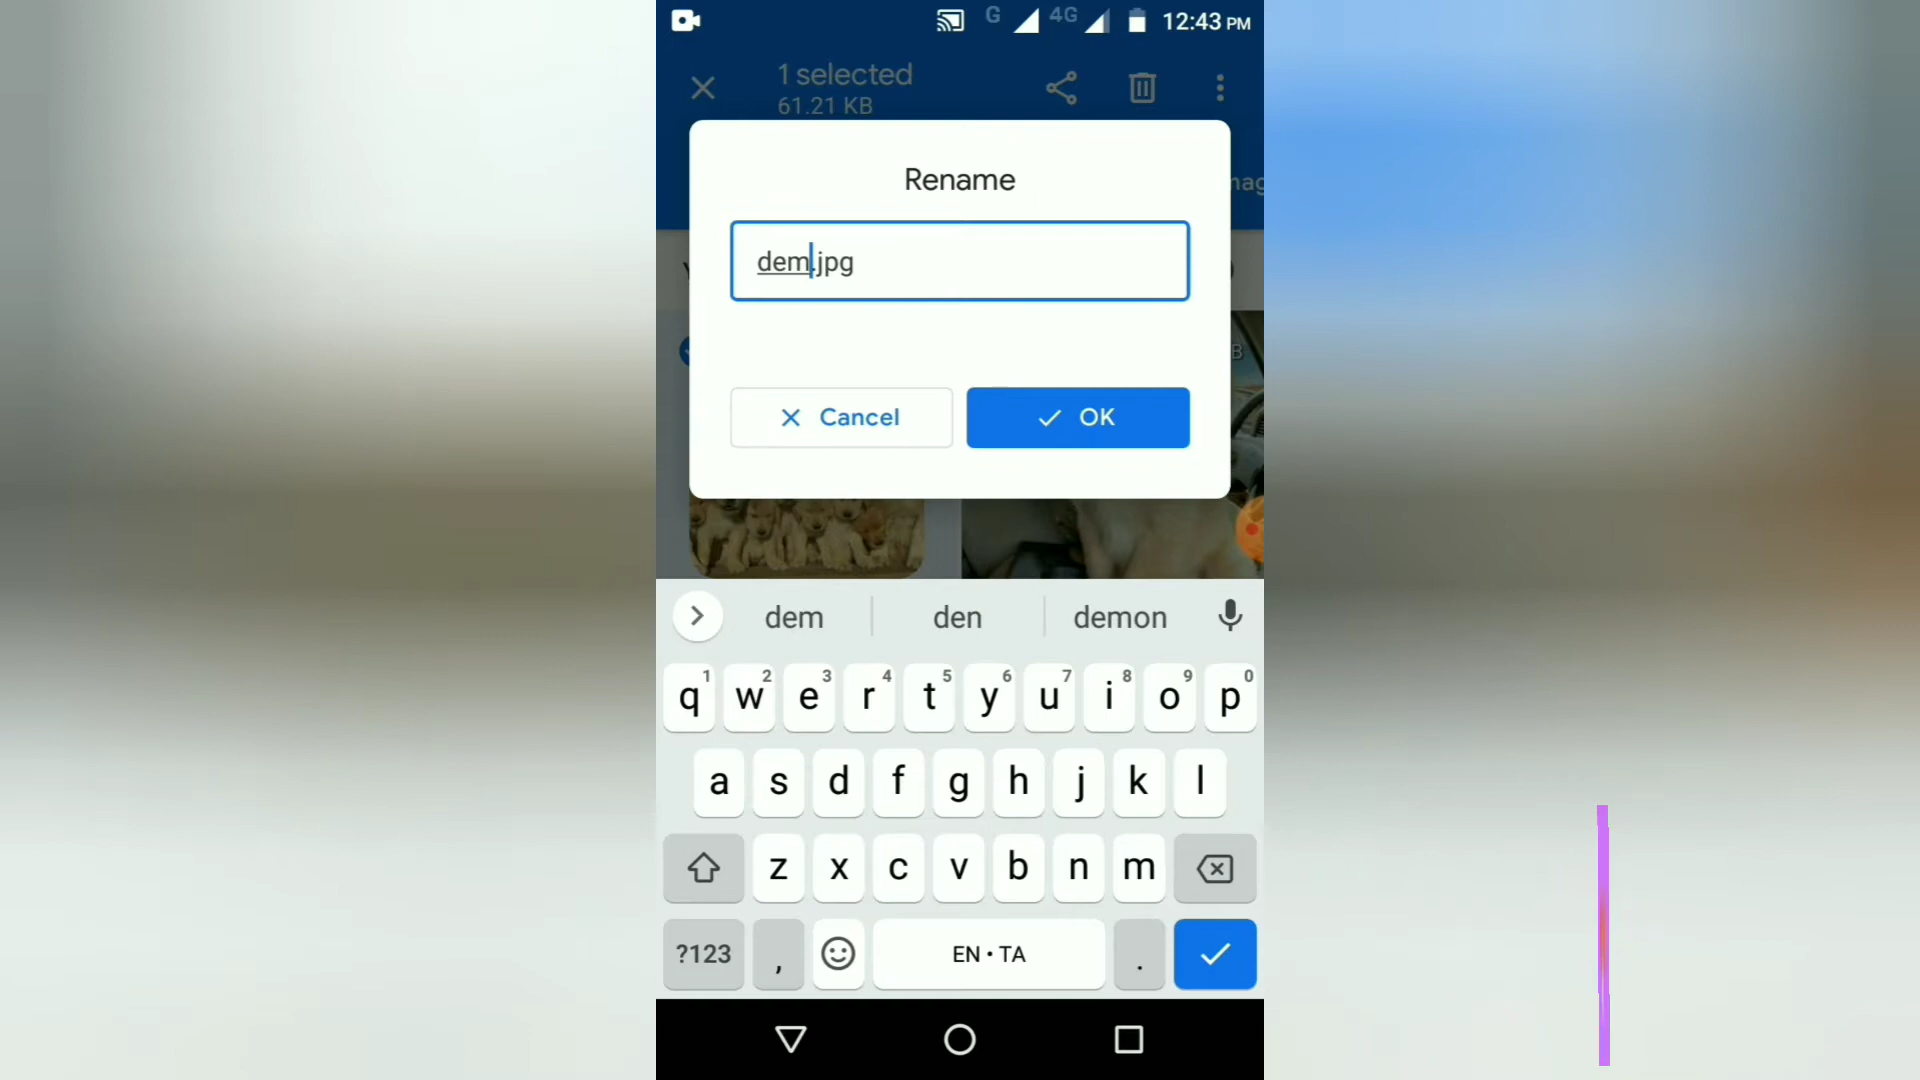 G 4G 12:43 PM
1 selected
61.21 KB
Rename
dem.jpg
Cancel OK
B
dem den demon
q1 w2 e3 r4 t5 y6 u7 i8 o9 p0
a s d f g h j k l
z x c v b n m
?123 , EN • TA .